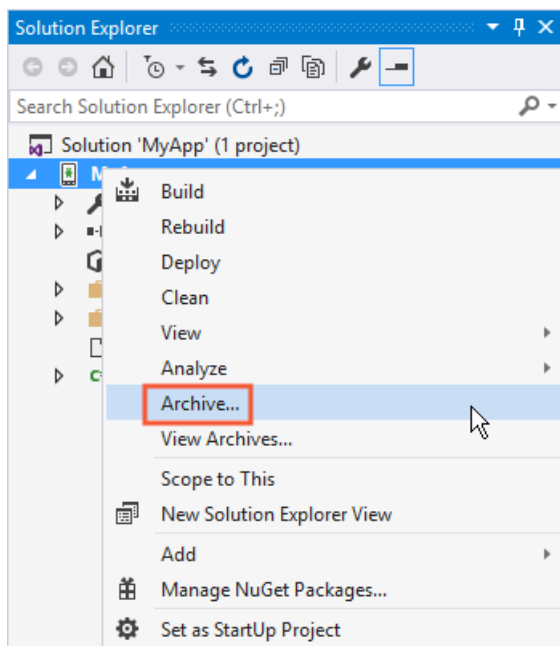 Solution Explorer
Search Solution Explorer (Ctrl+;)
Solution 'MyApp' (1 project)
Build
Rebuild
Deploy
Clean
View
Analyze
Archive...
View Archives...
Scope to This
New Solution Explorer View
Add
Manage NuGet Packages...
Set as StartUp Project